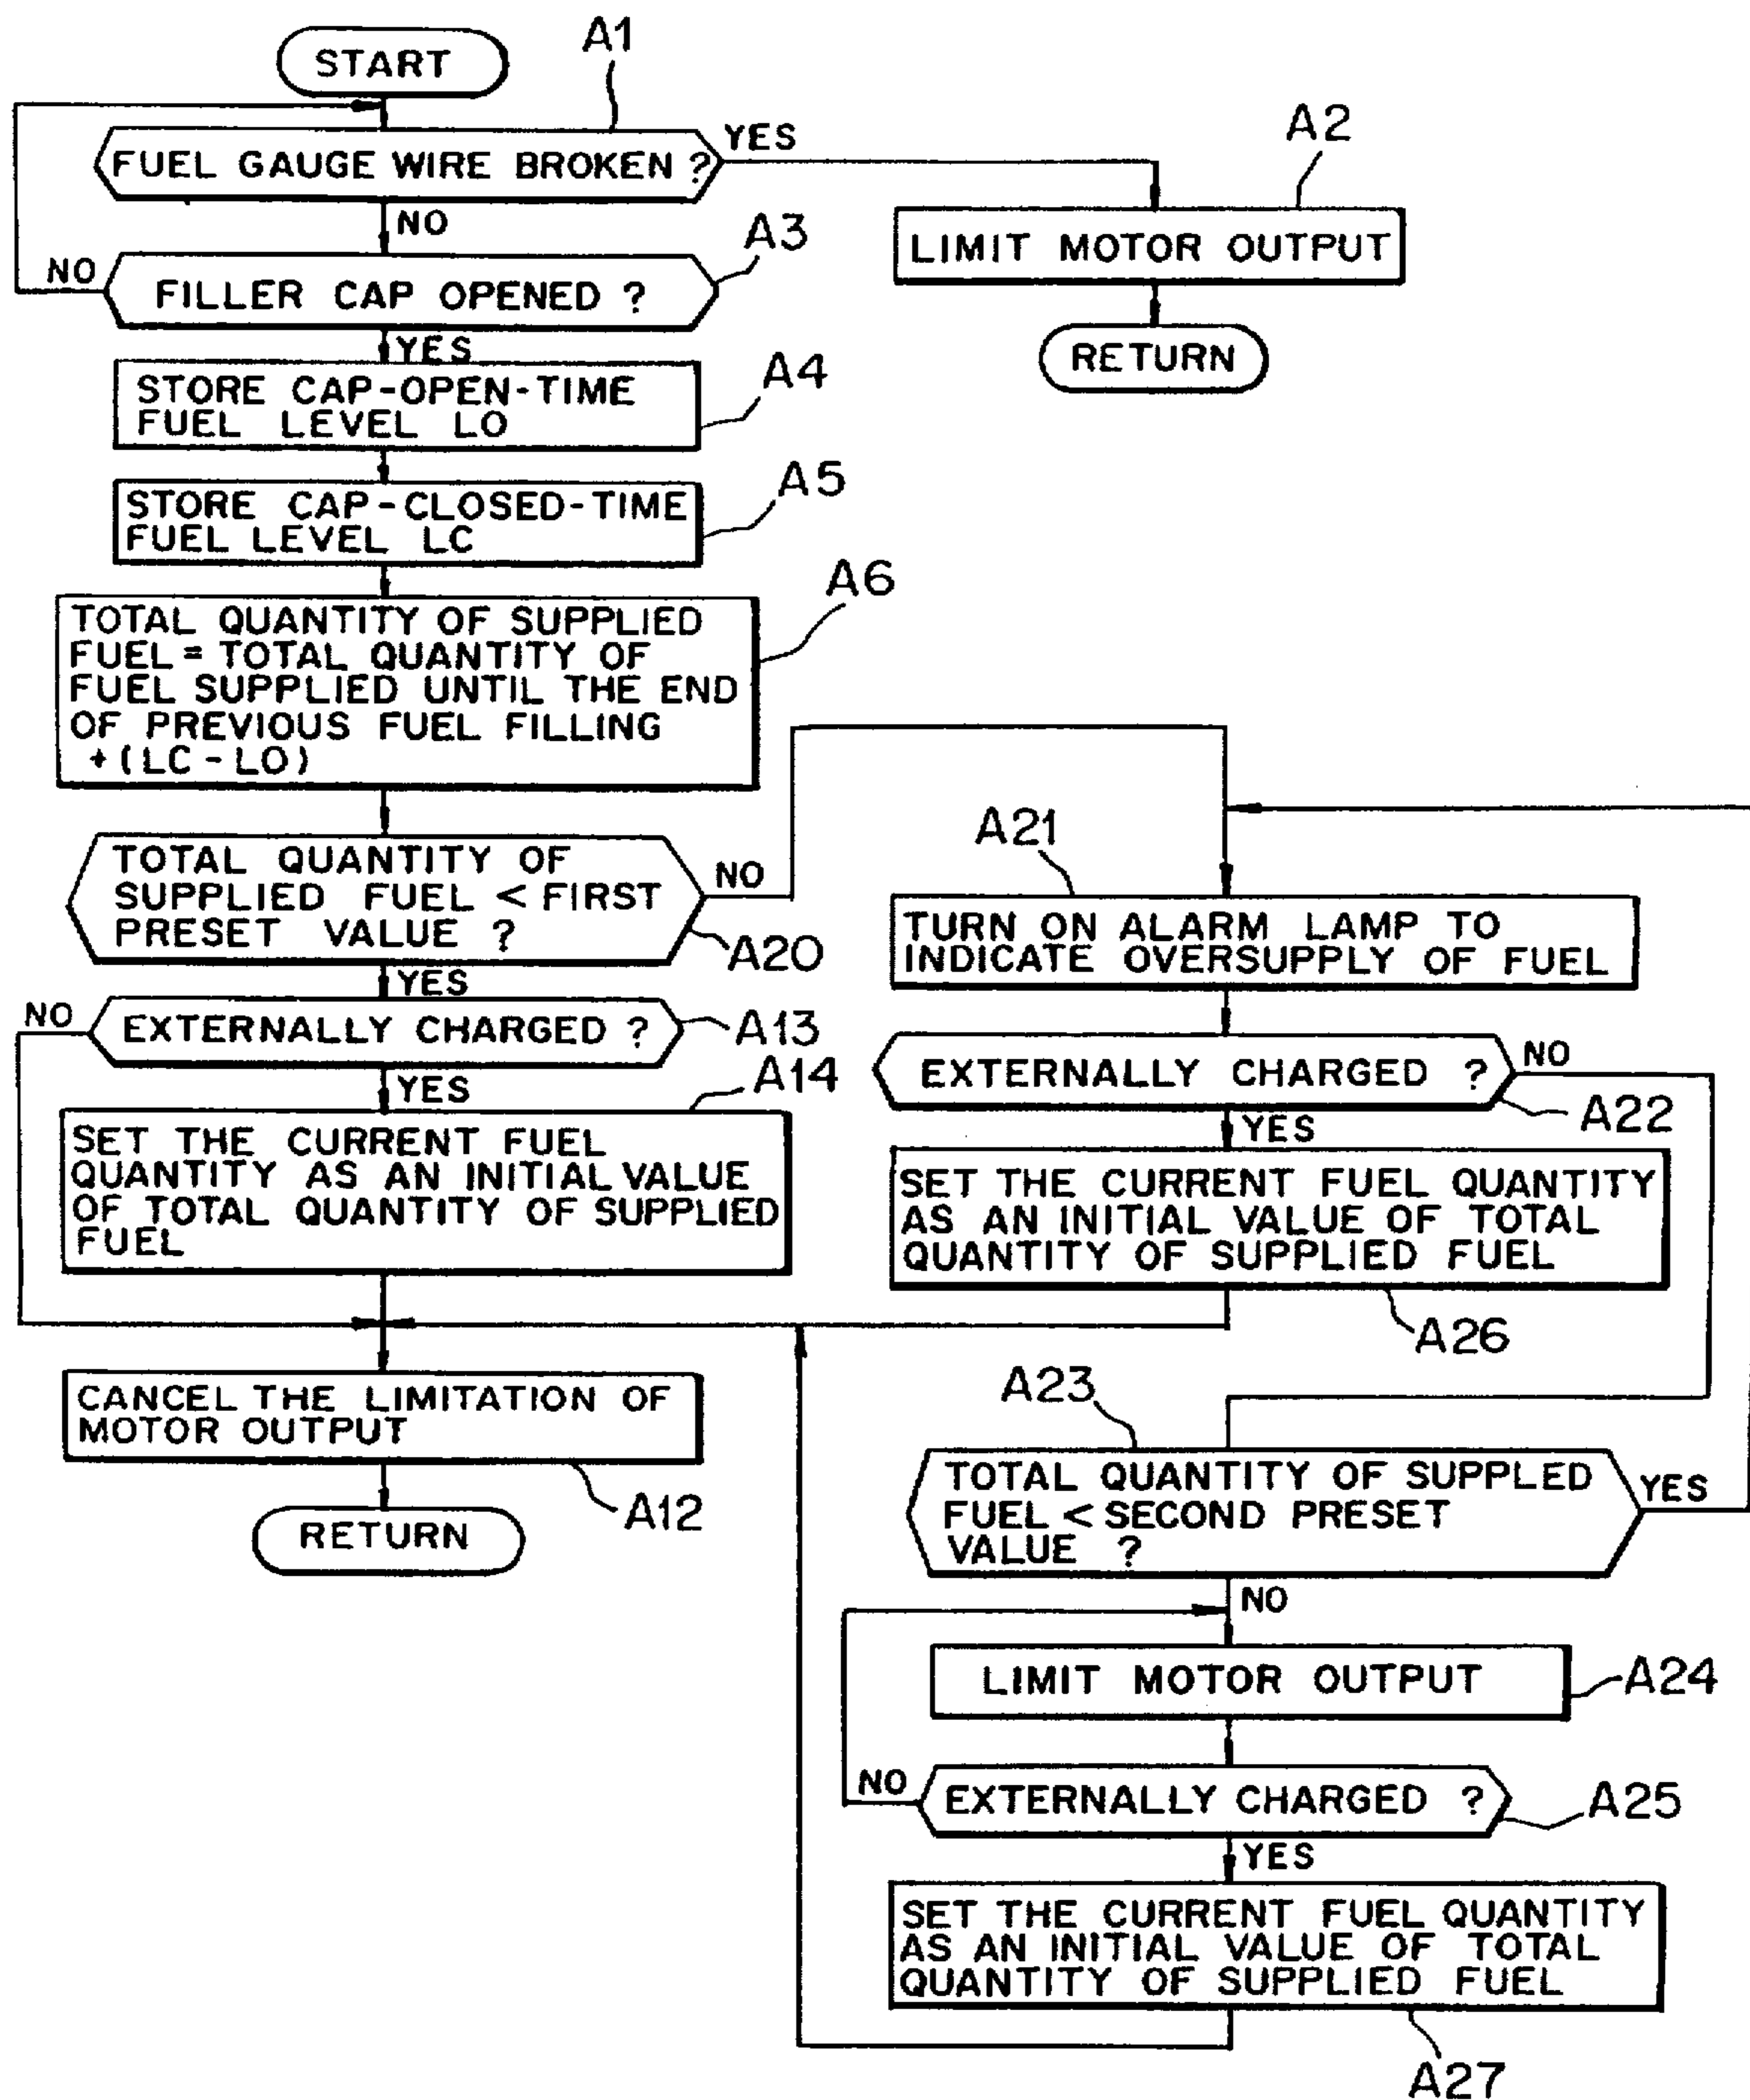 START
A1
FUEL GAUGE WIRE BROKEN ?
YES
A2
LIMIT MOTOR OUTPUT
RETURN
NO
A3
FILLER CAP OPENED ?
NO
YES
STORE CAP-OPEN-TIME
FUEL LEVEL LO
A4
STORE CAP-CLOSED-TIME
FUEL LEVEL LC
A5
TOTAL QUANTITY OF SUPPLIED
FUEL = TOTAL QUANTITY OF
FUEL SUPPLIED UNTIL THE END
OF PREVIOUS FUEL FILLING
+ (LC - LO)
A6
TOTAL QUANTITY OF
SUPPLIED FUEL < FIRST
PRESET VALUE ?
NO
A20
YES
EXTERNALLY CHARGED ?
NO
A13
YES
A14
SET THE CURRENT FUEL
QUANTITY AS AN INITIAL VALUE
OF TOTAL QUANTITY OF SUPPLIED
FUEL
CANCEL THE LIMITATION OF
MOTOR OUTPUT
A12
RETURN
A21
TURN ON ALARM LAMP TO
INDICATE OVERSUPPLY OF FUEL
EXTERNALLY CHARGED ?
NO
A22
YES
SET THE CURRENT FUEL QUANTITY
AS AN INITIAL VALUE OF TOTAL
QUANTITY OF SUPPLIED FUEL
A26
A23
TOTAL QUANTITY OF SUPPLED
FUEL < SECOND PRESET
VALUE ?
YES
NO
LIMIT MOTOR OUTPUT
A24
EXTERNALLY CHARGED ?
NO
A25
YES
SET THE CURRENT FUEL QUANTITY
AS AN INITIAL VALUE OF TOTAL
QUANTITY OF SUPPLIED FUEL
A27